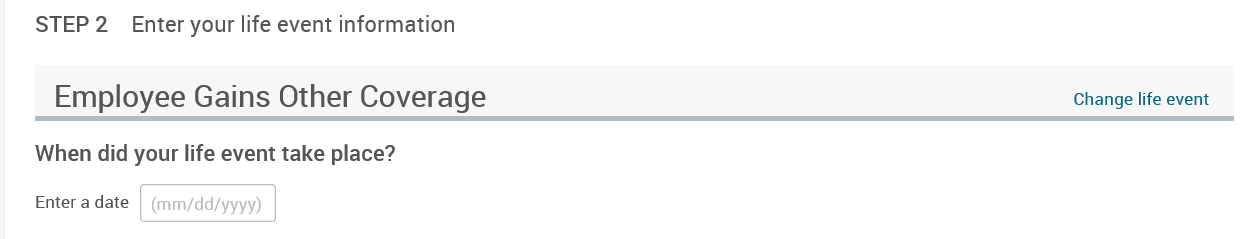 STEP 2 Enter your life event information
Employee Gains Other Coverage
Change life event
When did your life event take place?
Enter a date (mm/dd/yyyy)